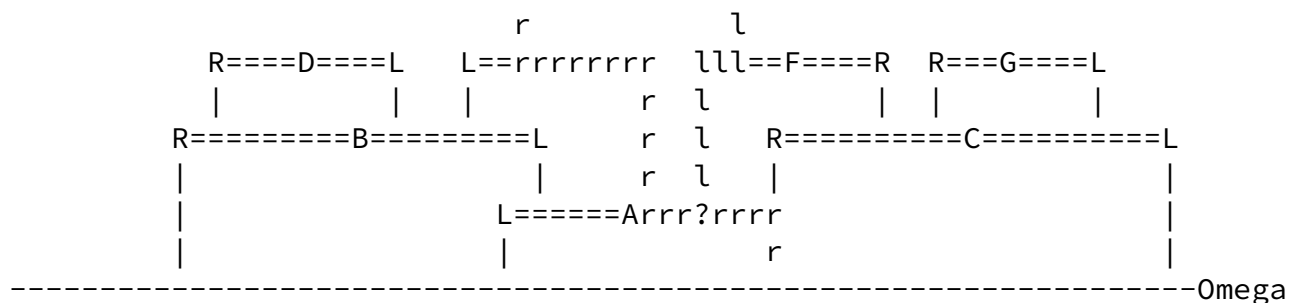 r           l
           R====D====L   L==rrrrrrrr  lll==F====R  R===G====L
           |         |   |         r  l         |  |        |
         R=========B=========L     r  l   R==========C==========L
         |                   |     r  l   |                     |
         |                 L======Arrr?rrrr                     |
         |                 |              r                     |
------------------------------------------------------------------Omega